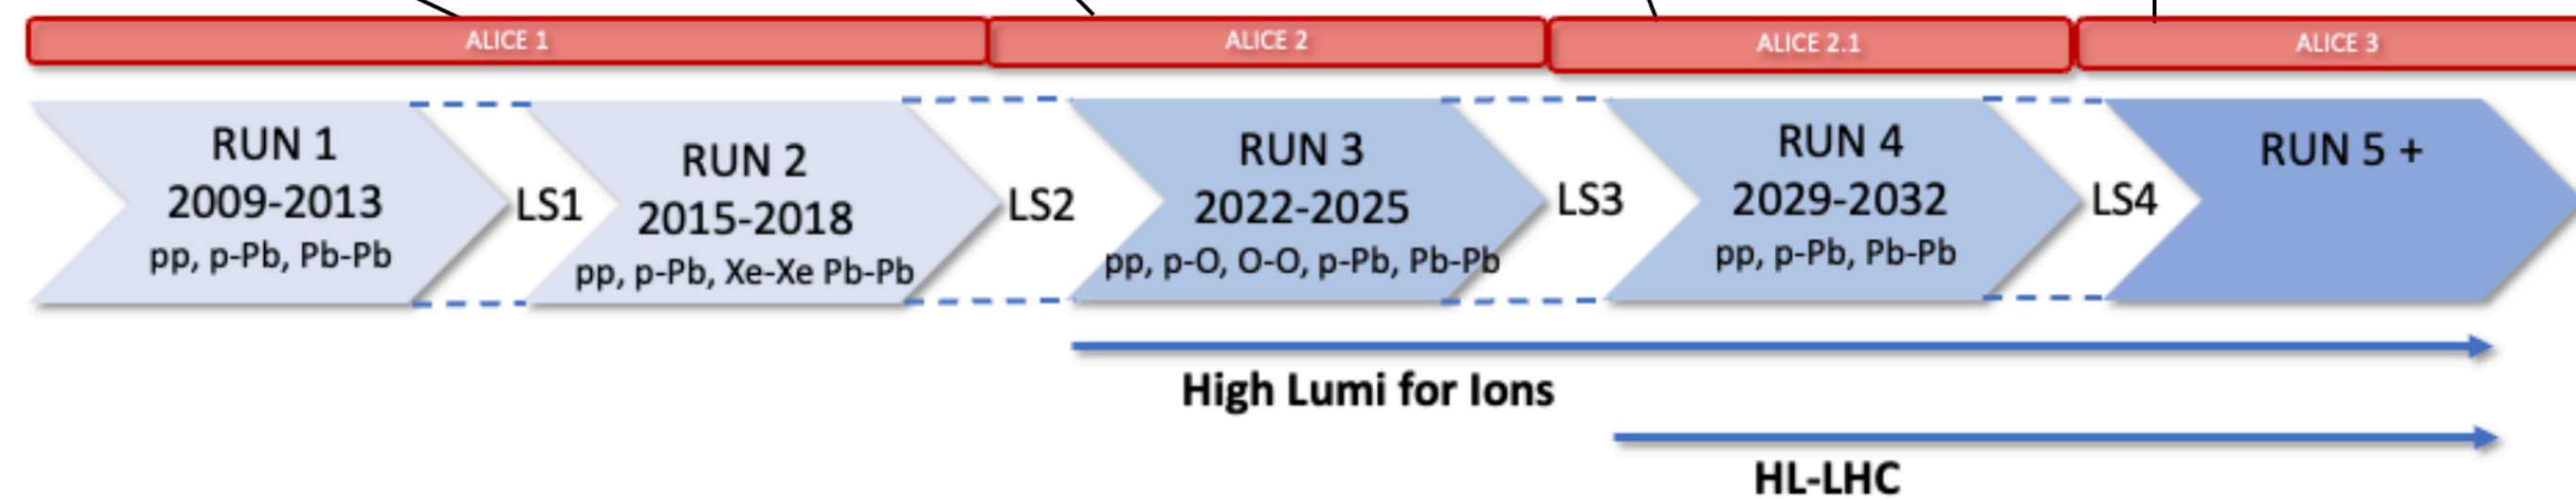 ALICE 1
ALICE 2
ALICE 2.1
ALICE 3
RUN 1
2009-2013
pp, p-Pb, Pb-Pb
LS1
RUN 2
2015-2018
pp, p-Pb, Xe-Xe Pb-Pb
LS2
RUN 3
2022-2025
pp, p-O, O-O, p-Pb, Pb-Pb
LS3
RUN 4
2029-2032
pp, p-Pb, Pb-Pb
LS4
RUN 5 +
High Lumi for Ions
HL-LHC